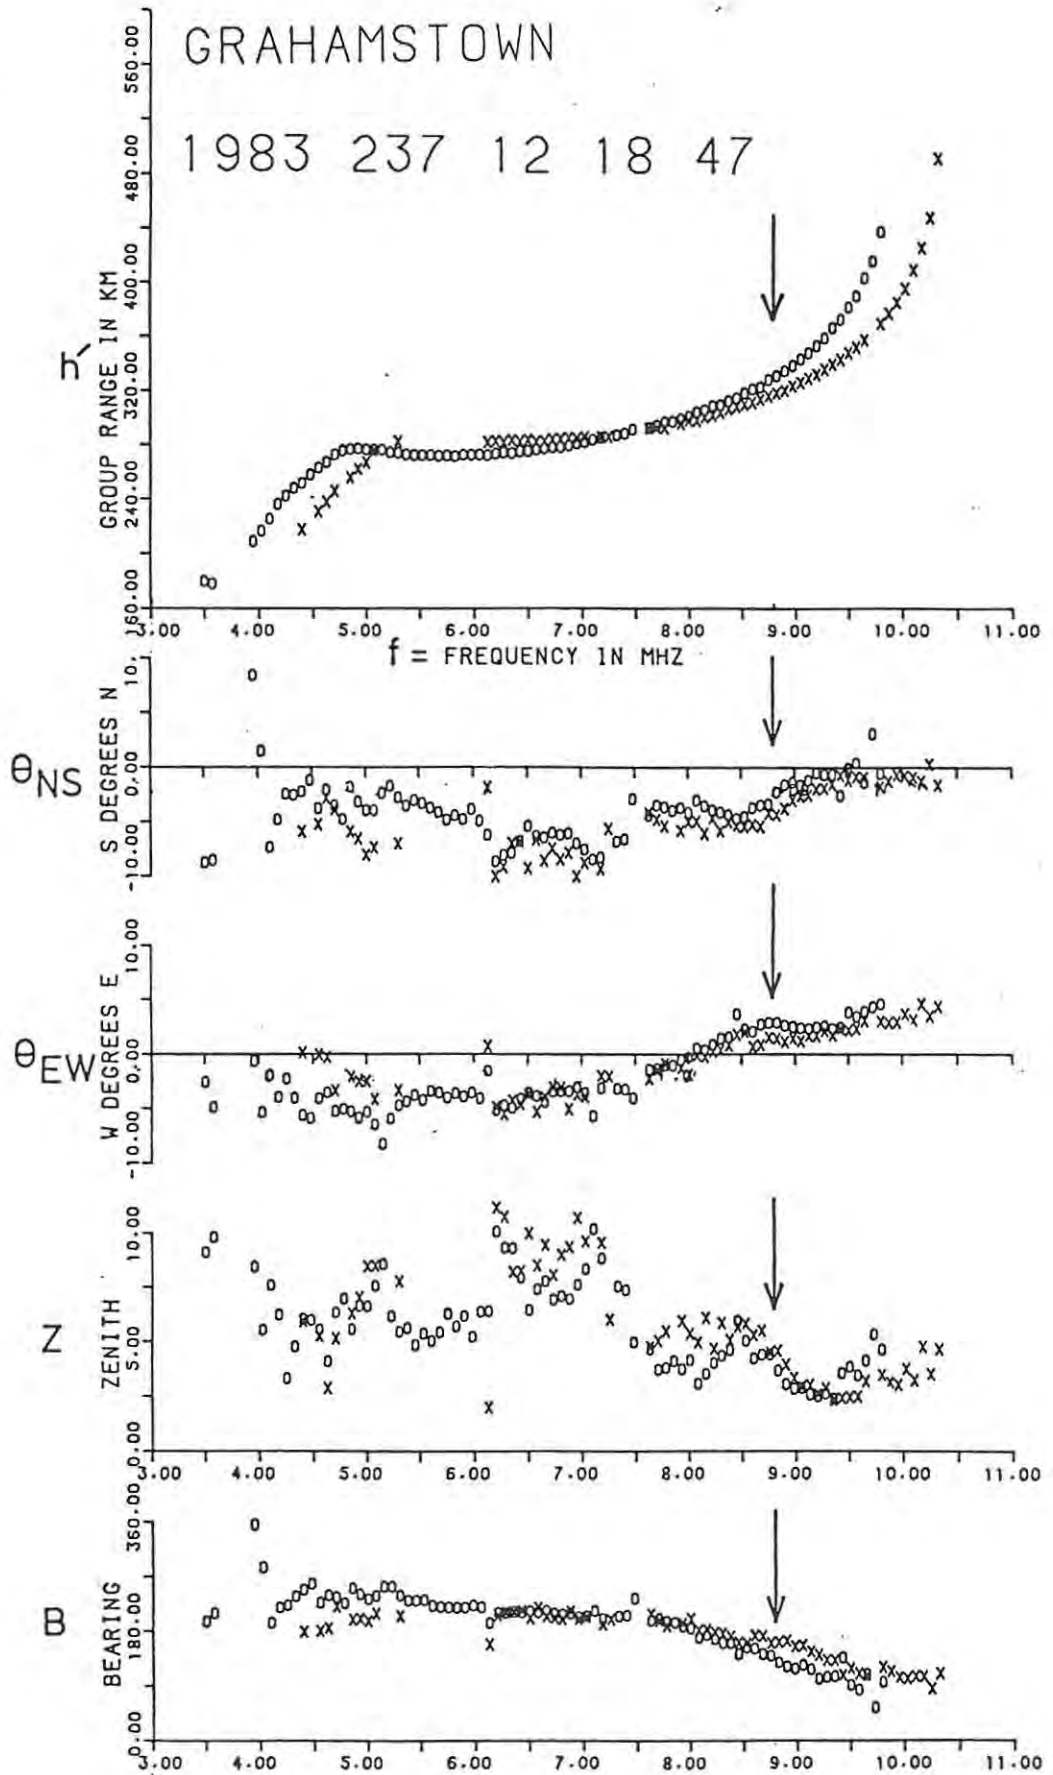 GRAHAMSTOWN
1983 237 12 18 47
560.00
480.00
400.00
320.00
240.00
160.00
h´
GROUP RANGE IN KM
3.00 4.00 5.00 6.00 7.00 8.00 9.00 10.00 11.00
f = FREQUENCY IN MHZ
10.
0.00
-10.00
θNS
S DEGREES N
10.00
0.00
-10.00
θEW
W DEGREES E
10.00
5.00
0.00
Z
ZENITH
3.00 4.00 5.00 6.00 7.00 8.00 9.00 10.00 11.00
360.00
180.00
0.00
B
BEARING
3.00 4.00 5.00 6.00 7.00 8.00 9.00 10.00 11.00